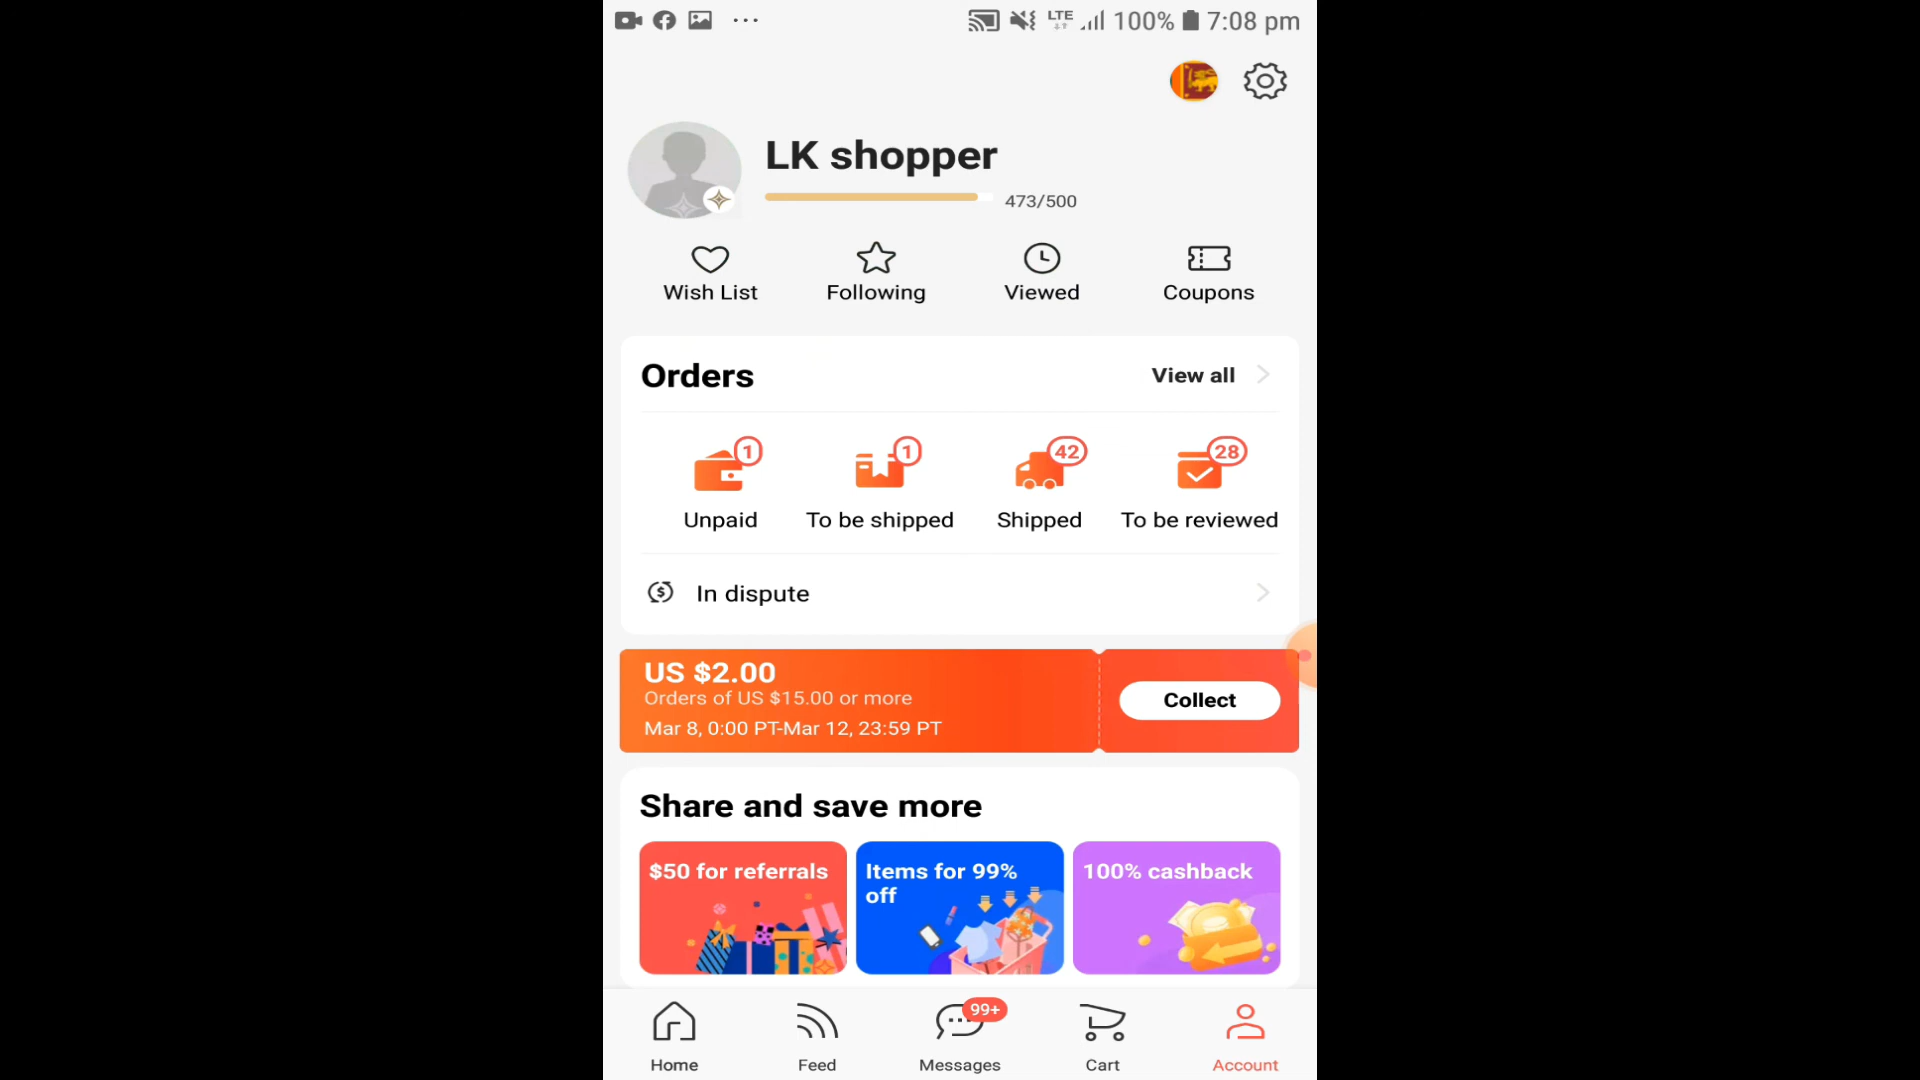 LTE 100% 7:08 pm
LK shopper
473/500
Wish List Following Viewed Coupons
Orders View all
1 1 42 28
Unpaid To be shipped Shipped To be reviewed
In dispute
US $2.00
Orders of US $15.00 or more
Mar 8, 0:00 PT-Mar 12, 23:59 PT
Collect
Share and save more
$50 for referrals
Items for 99%
off
100% cashback
99+
Home Feed Messages Cart Account